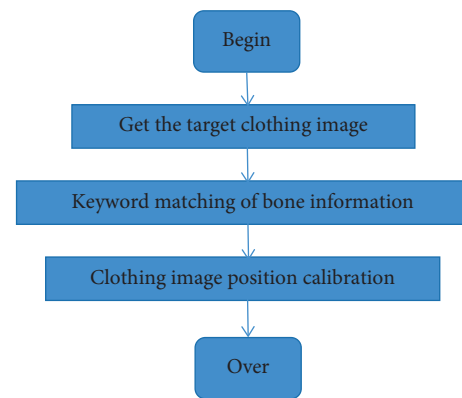 Begin
Get the target clothing image
Keyword matching of bone information
Clothing image position calibration
Over